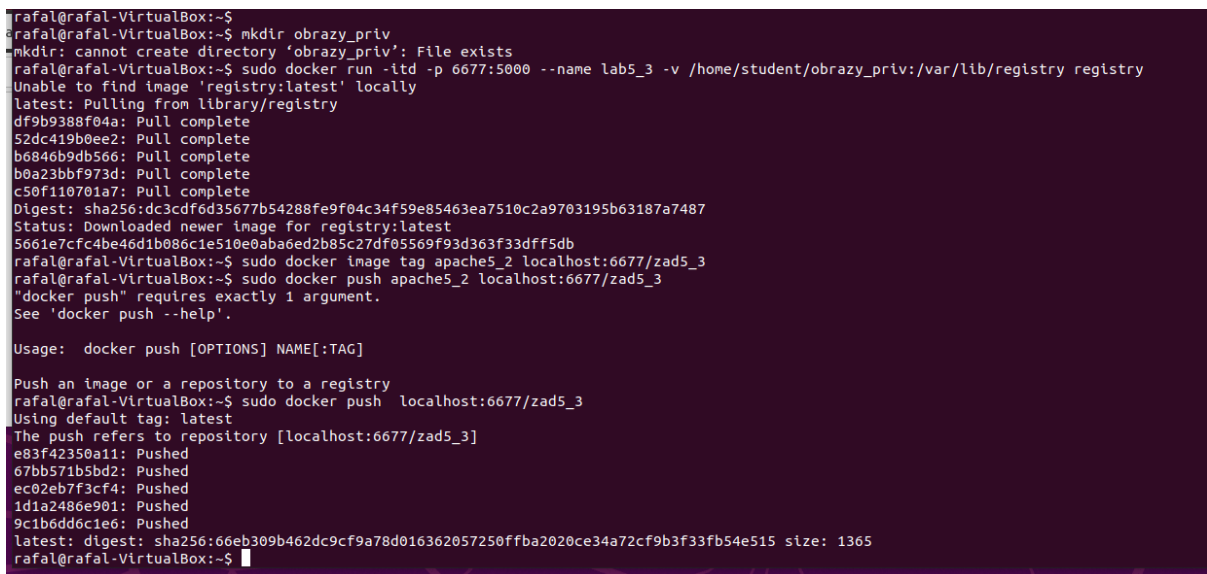 rafal@rafal-VirtualBox:~$
rafal@rafal-VirtualBox:~$ mkdir obrazy_priv
mkdir: cannot create directory ‘obrazy_priv’: File exists
rafal@rafal-VirtualBox:~$ sudo docker run -itd -p 6677:5000 --name lab5_3 -v /home/student/obrazy_priv:/var/lib/registry registry
Unable to find image 'registry:latest' locally
latest: Pulling from library/registry
df9b9388f04a: Pull complete
52dc419b0ee2: Pull complete
b6846b9db566: Pull complete
b0a23bbf973d: Pull complete
c50f110701a7: Pull complete
Digest: sha256:dc3cdf6d35677b54288fe9f04c34f59e85463ea7510c2a9703195b63187a7487
Status: Downloaded newer image for registry:latest
5661e7cfc4be46d1b086c1e510e0aba6ed2b85c27df05569f93d363f33dff5db
rafal@rafal-VirtualBox:~$ sudo docker image tag apache5_2 localhost:6677/zad5_3
rafal@rafal-VirtualBox:~$ sudo docker push apache5_2 localhost:6677/zad5_3
"docker push" requires exactly 1 argument.
See 'docker push --help'.
Usage:  docker push [OPTIONS] NAME[:TAG]
Push an image or a repository to a registry
rafal@rafal-VirtualBox:~$ sudo docker push  localhost:6677/zad5_3
Using default tag: latest
The push refers to repository [localhost:6677/zad5_3]
e83f42350a11: Pushed
67bb571b5bd2: Pushed
ec02eb7f3cf4: Pushed
1d1a2486e901: Pushed
9c1b6dd6c1e6: Pushed
latest: digest: sha256:66eb309b462dc9cf9a78d016362057250ffba2020ce34a72cf9b3f33fb54e515 size: 1365
rafal@rafal-VirtualBox:~$